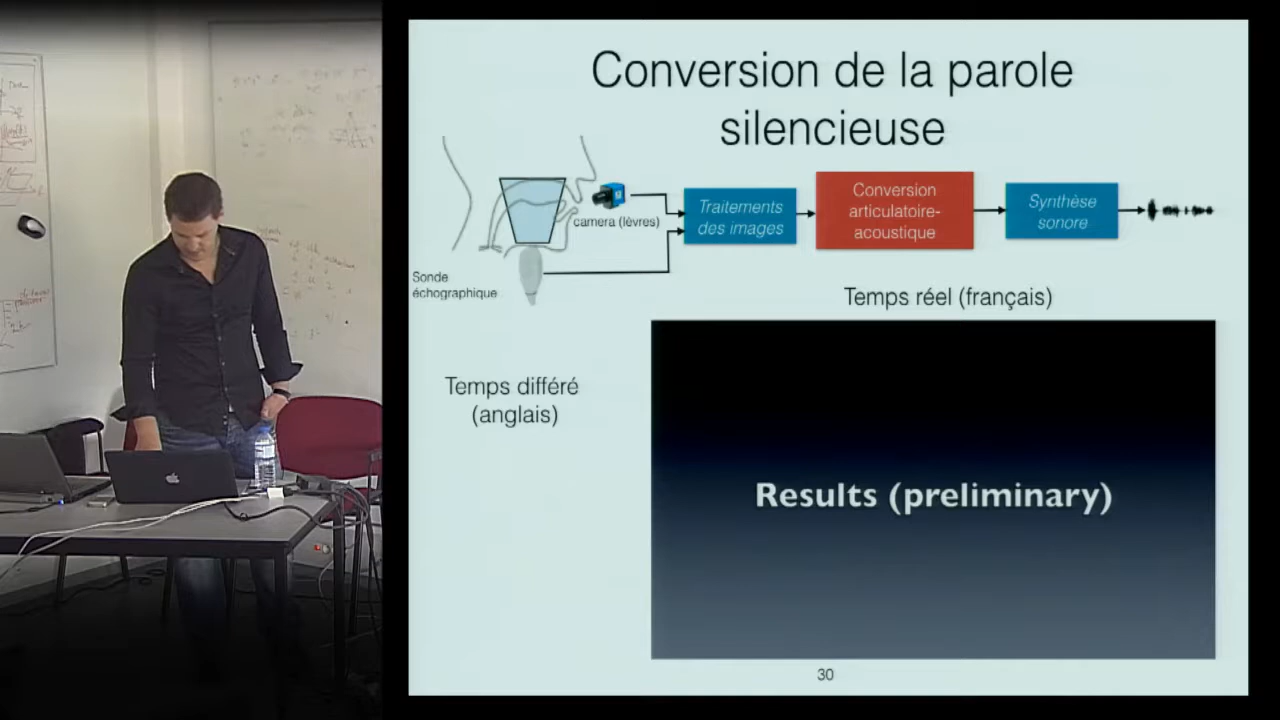 Conversion de la parole
silencieuse
camera (lèvres)
Sonde
échographique
Traitements
des images
Conversion
articulatoire-
acoustique
Synthèse
sonore
Temps réel (français)
Temps différé
(anglais)
Results (preliminary)
30